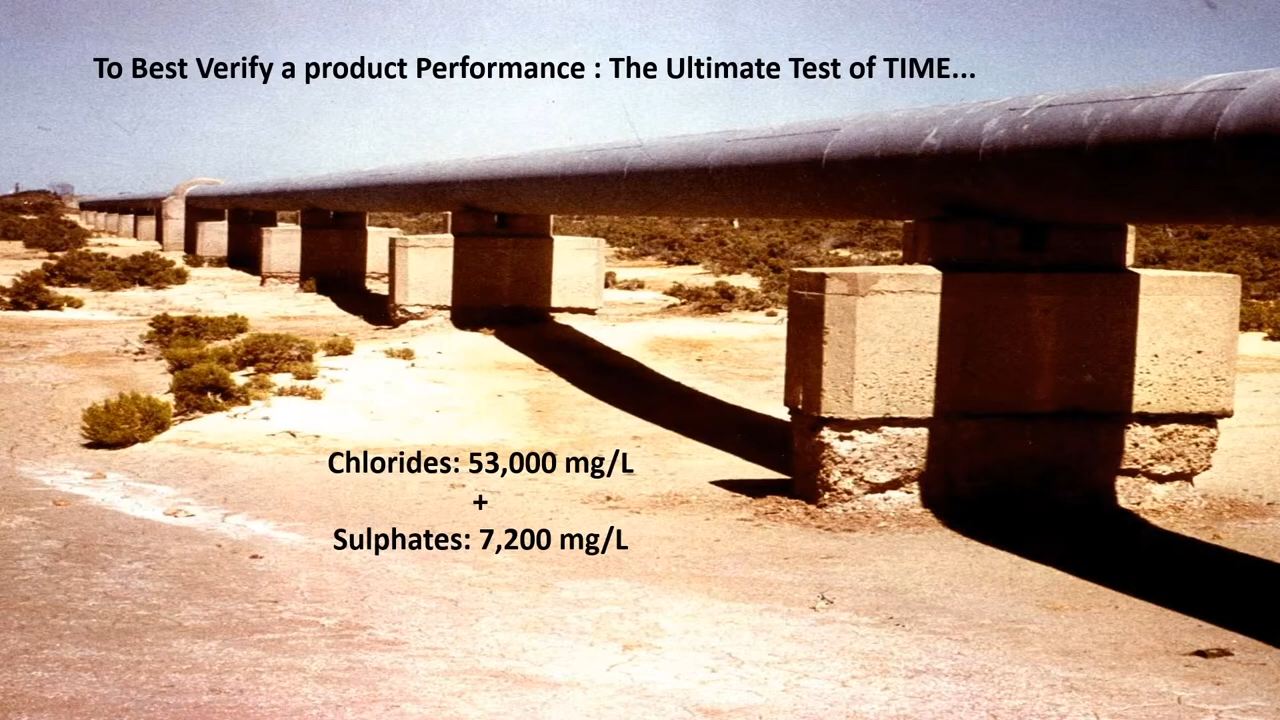 To Best Verify a product Performance : The Ultimate Test of TIME...
Chlorides: 53,000 mg/L
+
Sulphates: 7,200 mg/L